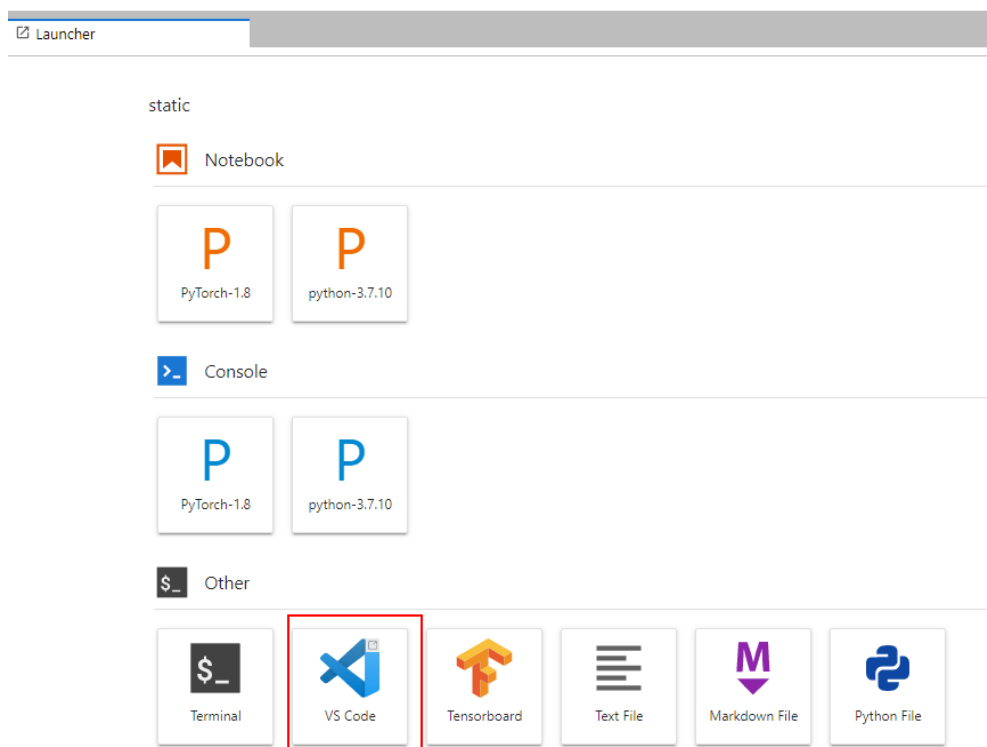 Launcher
static
Notebook
P P
PyTorch-1.8 python-3.7.10
>_ Console
P P
PyTorch-1.8 python-3.7.10
$_ Other
$_ M
Terminal VS Code Tensorboard Text File Markdown File Python File